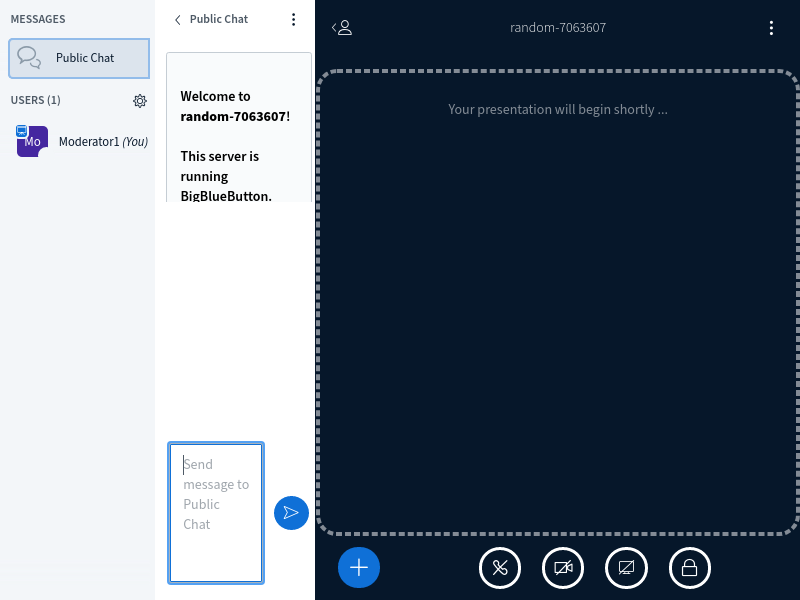 MESSAGES
Public Chat
USERS (1)
Mo
Moderator1 (You)
Public Chat
Welcome to
random-7063607!
This server is
running
BigBlueButton.
Send
message to
Public
Chat
random-7063607
Your presentation will begin shortly ...